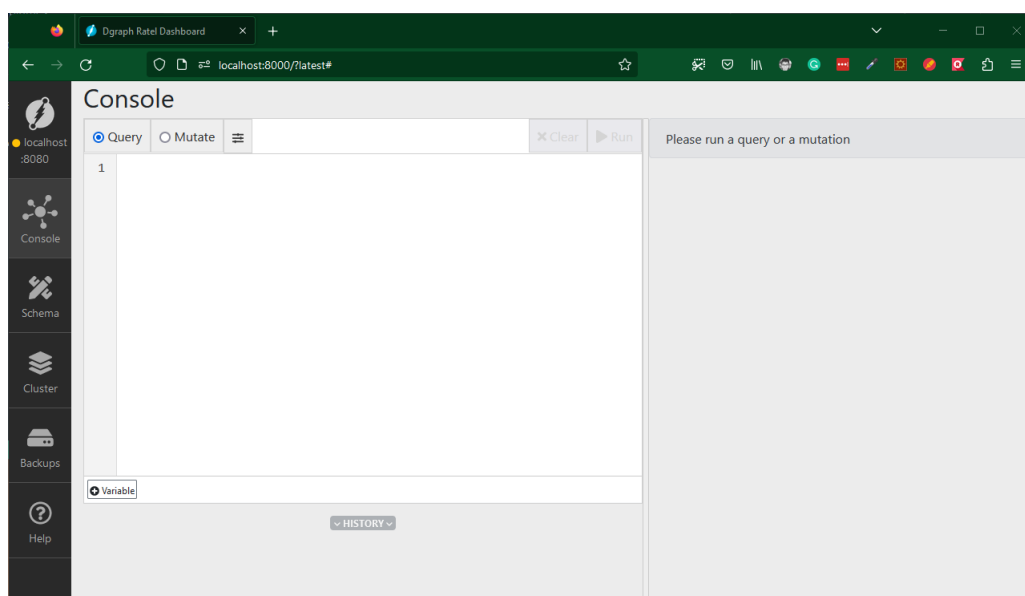 Dgraph Ratel Dashboard
localhost:8000/?latest#
Console
localhost
:8080
Query
Mutate
Clear
Run
Please run a query or a mutation
1
Console
Schema
Cluster
Backups
Variable
HISTORY
Help